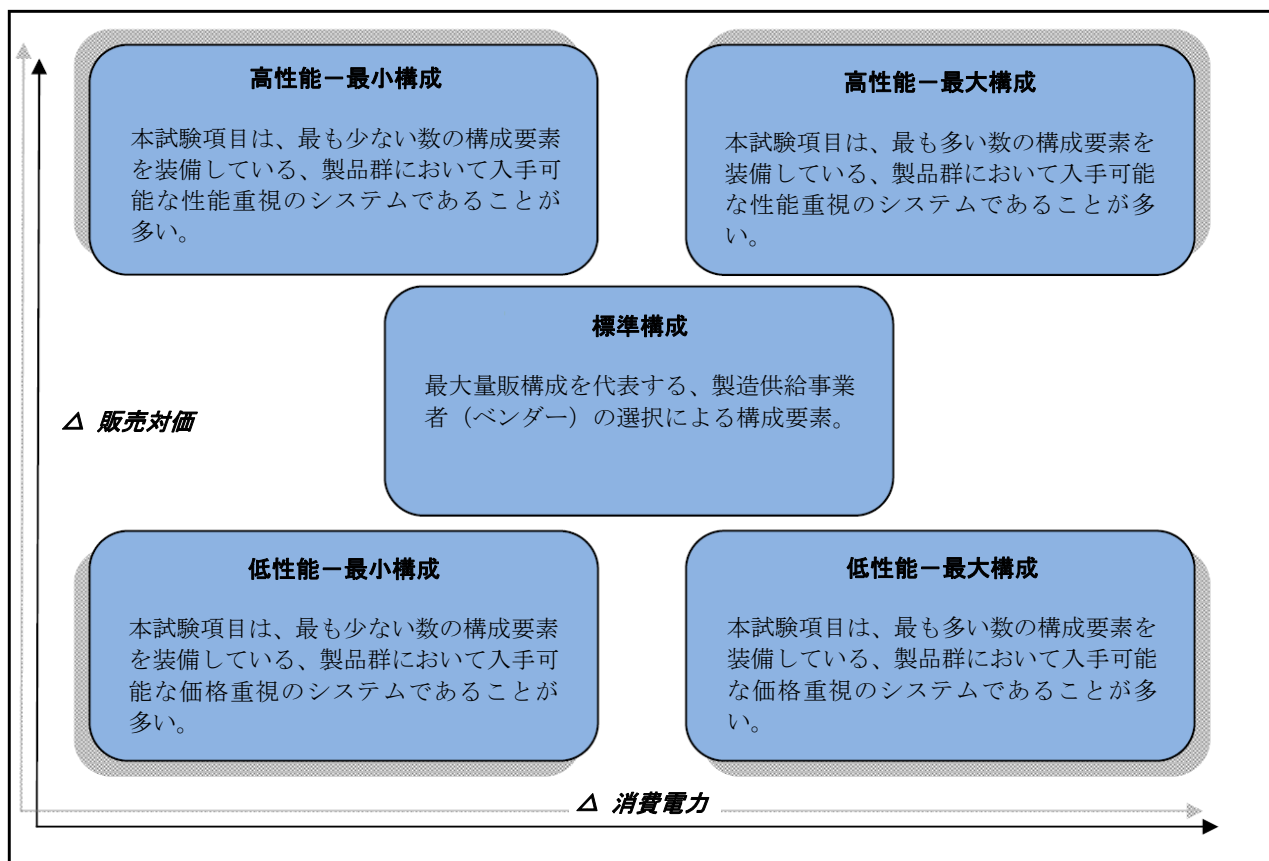 高性能－最小構成
本試験項目は、最も少ない数の構成要素
を装備している、製品群において入手可
能な性能重視のシステムであることが
多い。
高性能－最大構成
本試験項目は、最も多い数の構成要素を
装備している、製品群において入手可能
な性能重視のシステムであることが多
い。
標準構成
最大量販構成を代表する、製造供給事業
者（ベンダー）の選択による構成要素。
△ 販売対価
低性能－最小構成
本試験項目は、最も少ない数の構成要素
を装備している、製品群において入手可
能な価格重視のシステムであることが
多い。
低性能－最大構成
本試験項目は、最も多い数の構成要素を
装備している、製品群において入手可能
な価格重視のシステムであることが多
い。
△ 消費電力